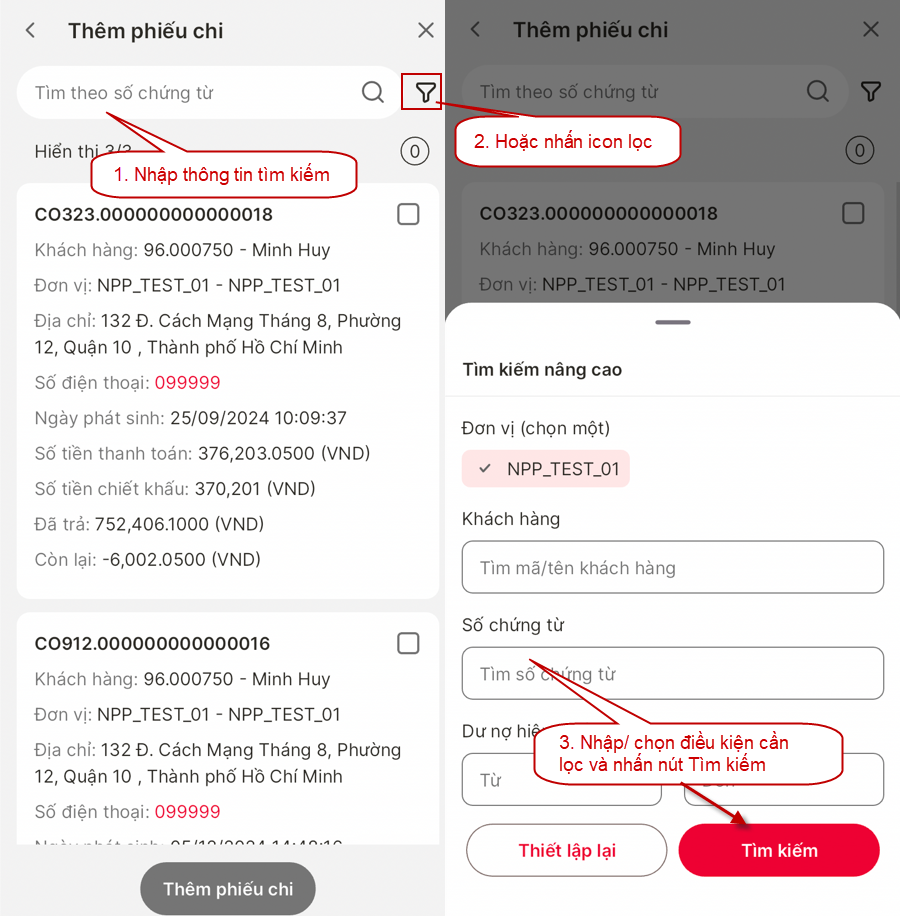 Thêm phiếu chi
Tìm theo số chứng từ
1. Nhập thông tin tìm kiếm
Hiển thị 3/3
0
CO323.000000000000018
Khách hàng: 96.000750 - Minh Huy
Đơn vị: NPP_TEST_01 - NPP_TEST_01
Địa chỉ: 132 Đ. Cách Mạng Tháng 8, Phường
12, Quận 10 , Thành phố Hồ Chí Minh
Số điện thoại: 099999
Ngày phát sinh: 25/09/2024 10:09:37
Số tiền thanh toán: 376,203.0500 (VND)
Số tiền chiết khấu: 370,201 (VND)
Đã trả: 752,406.1000 (VND)
Còn lại: -6,002.0500 (VND)
CO912.000000000000016
Khách hàng: 96.000750 - Minh Huy
Đơn vị: NPP_TEST_01 - NPP_TEST_01
Địa chỉ: 132 Đ. Cách Mạng Tháng 8, Phường
12, Quận 10 , Thành phố Hồ Chí Minh
Số điện thoại: 099999
Ngày phát sinh:
Thêm phiếu chi
Thêm phiếu chi
Tìm theo số chứng từ
2. Hoặc nhấn icon lọc
0
CO323.000000000000018
Khách hàng: 96.000750 - Minh Huy
Đơn vị: NPP_TEST_01 - NPP_TEST_01
Tìm kiếm nâng cao
Đơn vị (chọn một)
NPP_TEST_01
Khách hàng
Tìm mã/tên khách hàng
Số chứng từ
Tìm số chứng từ
Dư nợ
3. Nhập/ chọn điều kiện cần
lọc và nhấn nút Tìm kiếm
Từ
Thiết lập lại
Tìm kiếm